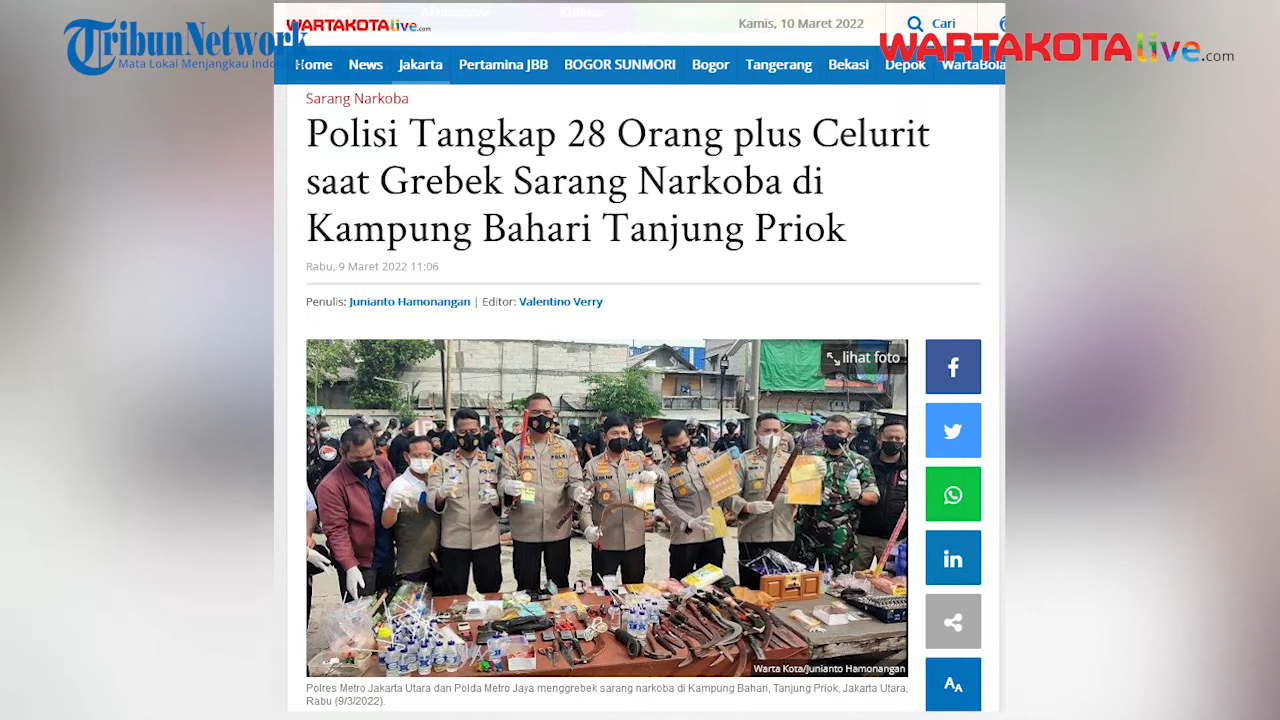 TribunNetwork
Mata Lokal Menjangkau Indon
WARTAKOTAlive.com
Kamis, 10 Maret 2022
Cari
WARTAKOTAlive.com
Home News Jakarta Pertamina JBB BOGOR SUNMORI Bogor Tangerang Bekasi Depok WartaBola
Sarang Narkoba
Polisi Tangkap 28 Orang plus Celurit
saat Grebek Sarang Narkoba di
Kampung Bahari Tanjung Priok
Rabu, 9 Maret 2022 11:06
Penulis: Junianto Hamonangan | Editor: Valentino Verry
lihat foto
Warta Kota/Junianto Hamonangan
Polres Metro Jakarta Utara dan Polda Metro Jaya menggrebek sarang narkoba di Kampung Bahari, Tanjung Priok, Jakarta Utara,
Rabu (9/3/2022).